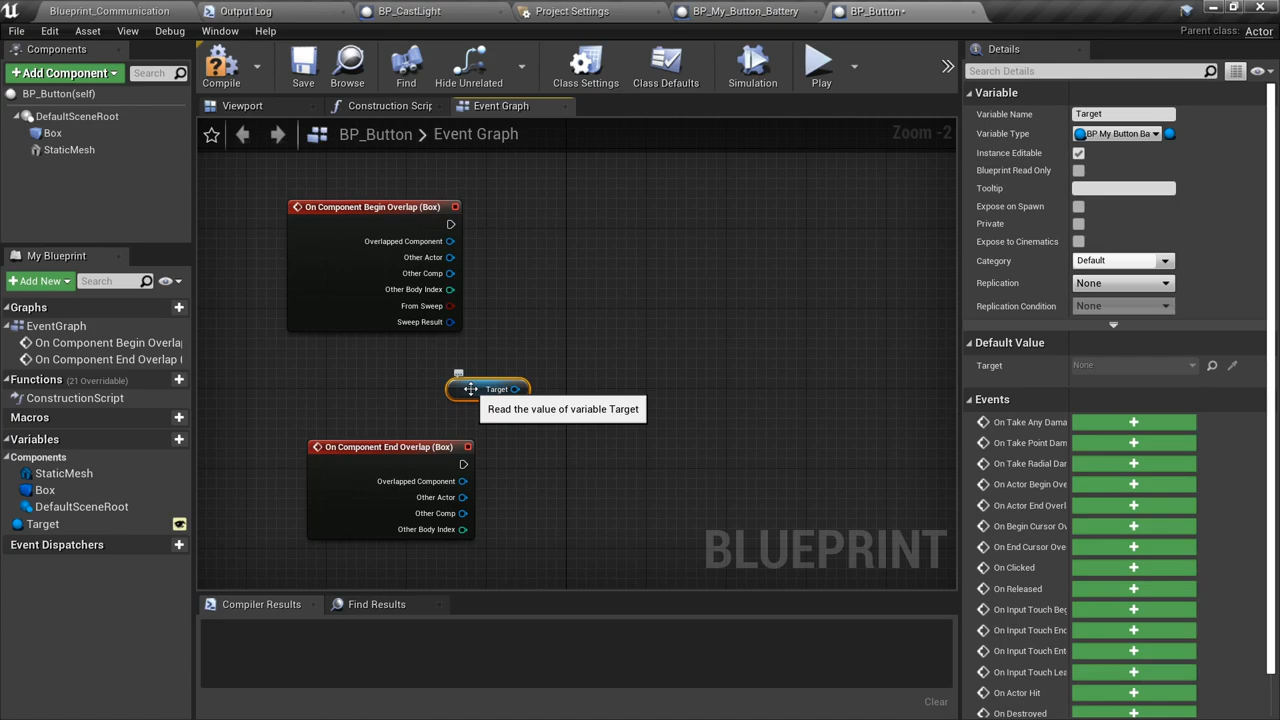 Blueprint_Communication
Output Log
BP_CastLight
Project Settings
BP_My_Button_Battery
BP_Button•
File
Edit
Asset
View
Debug
Window
Help
Parent class: Actor
Components
+Add Component
Search
BP_Button(self)
DefaultSceneRoot
Box
StaticMesh
Compile
Save
Browse
Find
Hide Unrelated
Class Settings
Class Defaults
Simulation
Play
Viewport
Construction Scrip
Event Graph
BP_Button > Event Graph
Zoom -2
On Component Begin Overlap (Box)
Overlapped Component
Other Actor
Other Comp
Other Body Index
From Sweep
Sweep Result
Target
Read the value of variable Target
On Component End Overlap (Box)
Overlapped Component
Other Actor
Other Comp
Other Body Index
BLUEPRINT
My Blueprint
+Add New
Search
Graphs
EventGraph
On Component Begin Overla
On Component End Overlap (
Functions (21 Overridable)
ConstructionScript
Macros
Variables
Components
StaticMesh
Box
DefaultSceneRoot
Target
Event Dispatchers
Compiler Results
Find Results
Clear
Details
Search Details
Variable
Variable Name
Target
Variable Type
BP My Button Ba
Instance Editable
Blueprint Read Only
Tooltip
Expose on Spawn
Private
Expose to Cinematics
Category
Default
Replication
None
Replication Condition
None
Default Value
Target
None
Events
On Take Any Dama
On Take Point Dam
On Take Radial Dar
On Actor Begin Ove
On Actor End Overl
On Begin Cursor Ov
On End Cursor Ove
On Clicked
On Released
On Input Touch Beg
On Input Touch End
On Input Touch Ent
On Input Touch Lea
On Actor Hit
On Destroyed